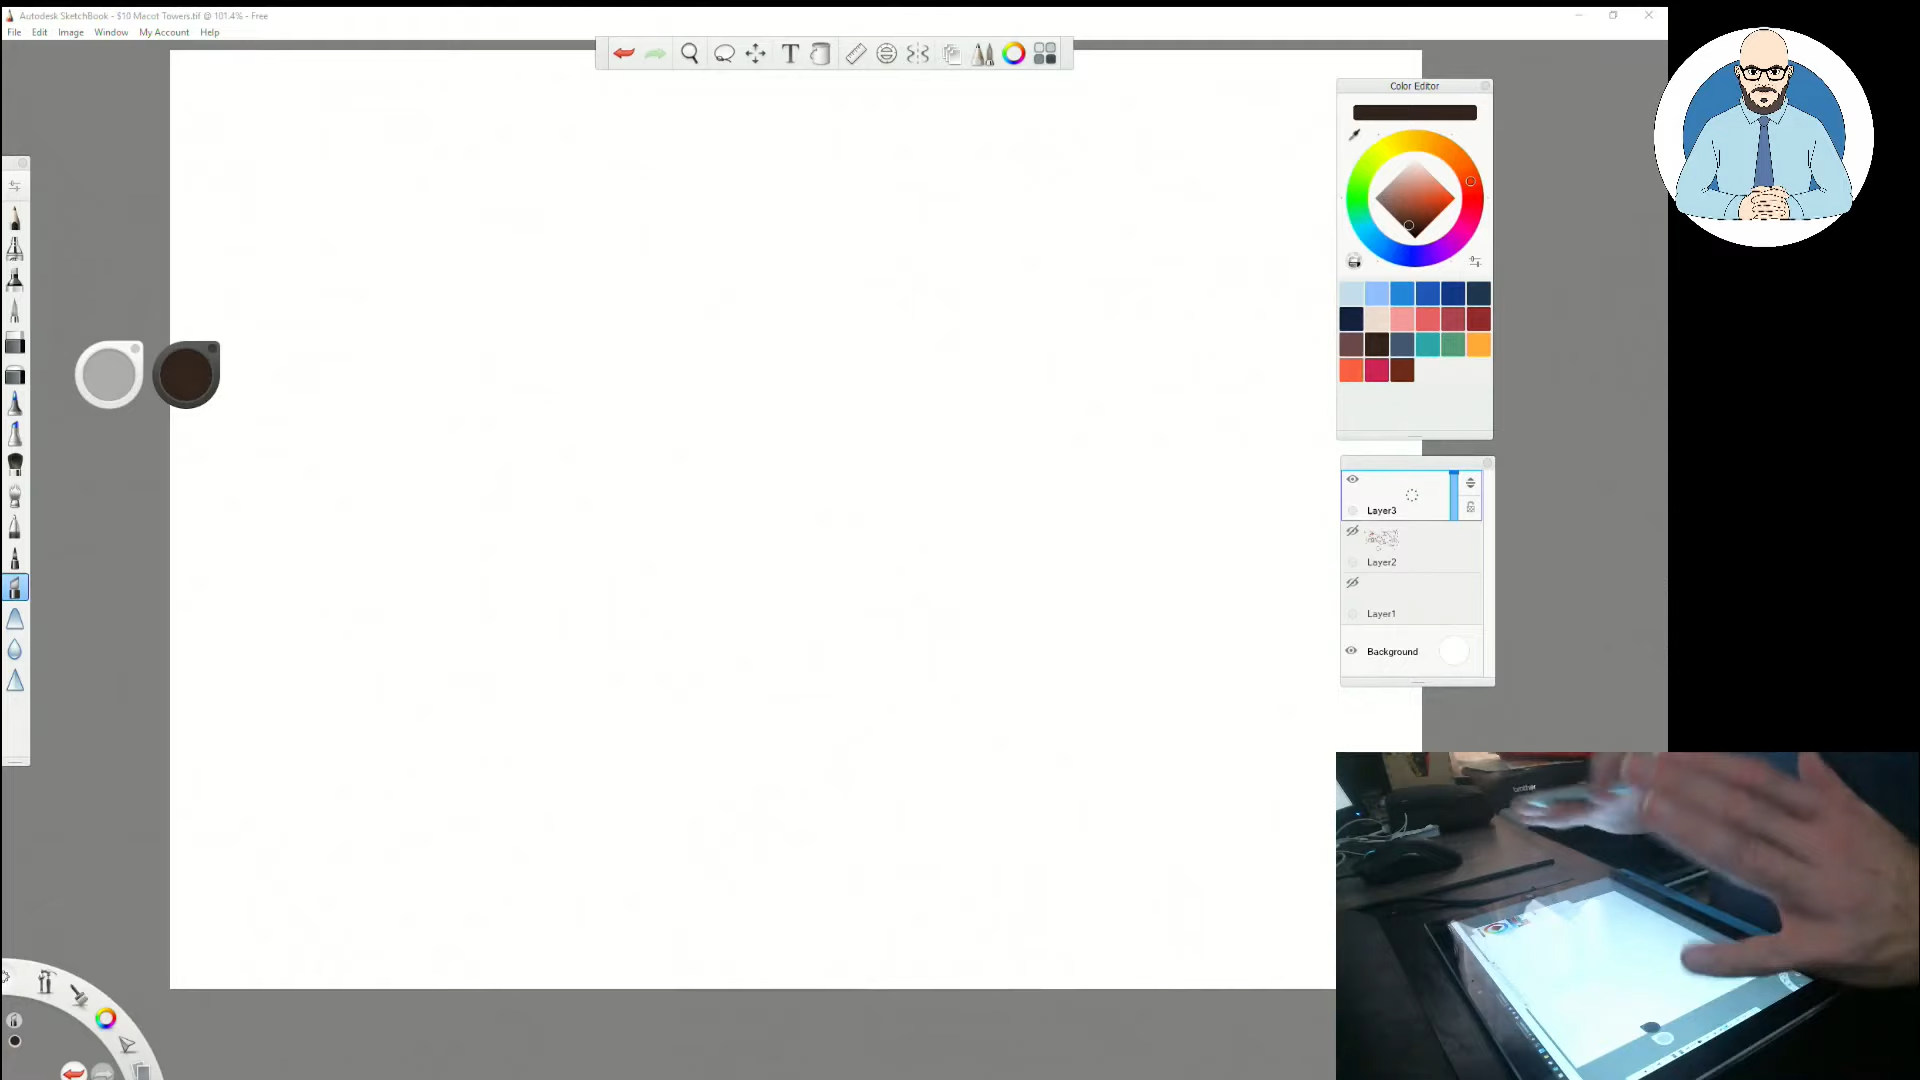 Autodesk SketchBook - $10 Macot Towers.tif @ 101.4% - Free
File Edit Image Window My Account Help
T
Color Editor
Layer3
Layer2
Layer1
Background
brother